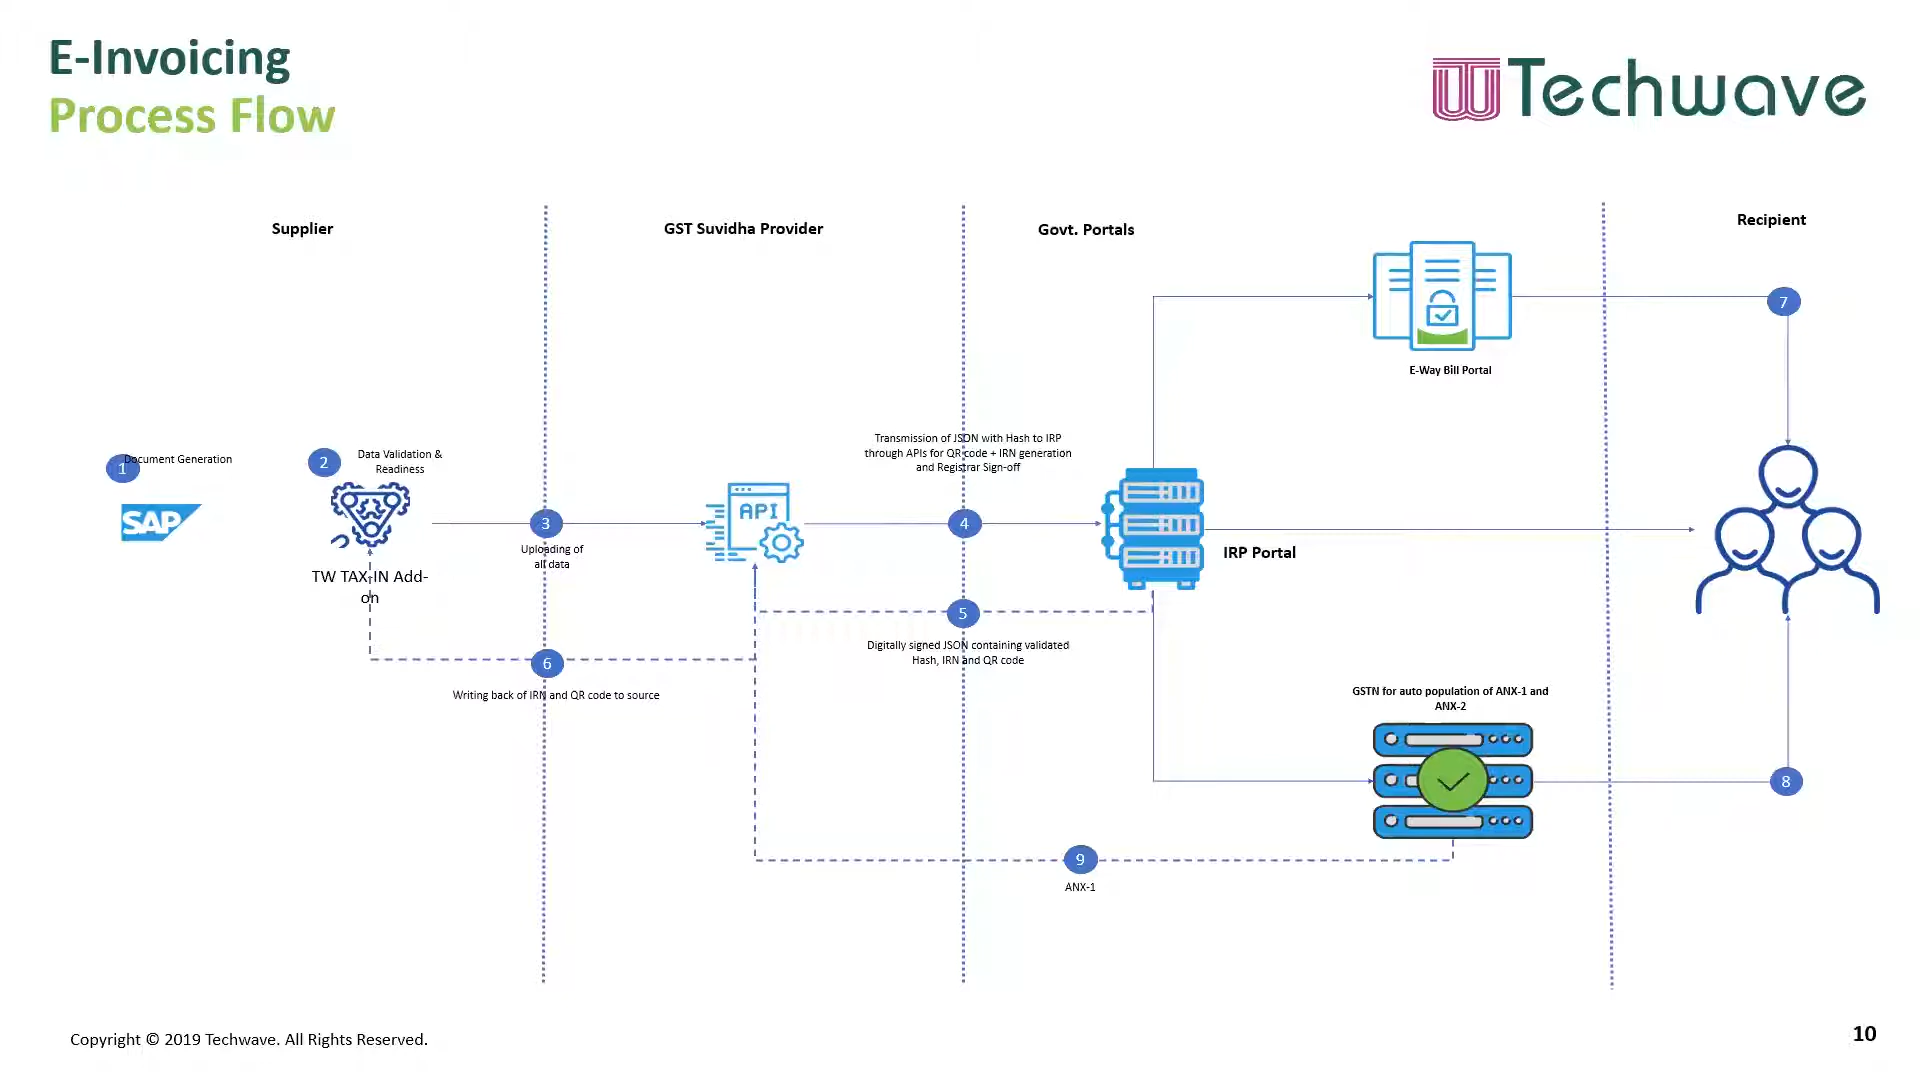 E-Invoicing
Process Flow
Techwave
Supplier
GST Suvidha Provider
Govt. Portals
Recipient
7
E-Way Bill Portal
1
Document Generation
2
Data Validation &
Readiness
Transmission of JSON with Hash to IRP
through APIs for QR code + IRN generation
and Registrar Sign-off
SAP
API
3
4
Uploading of
all data
IRP Portal
TW TAX-IN Add-
on
5
Digitally signed JSON containing validated
Hash, IRN and QR code
6
Writing back of IRN and QR code to source
GSTN for auto population of ANX-1 and
ANX-2
8
9
ANX-1
Copyright © 2019 Techwave. All Rights Reserved.
10